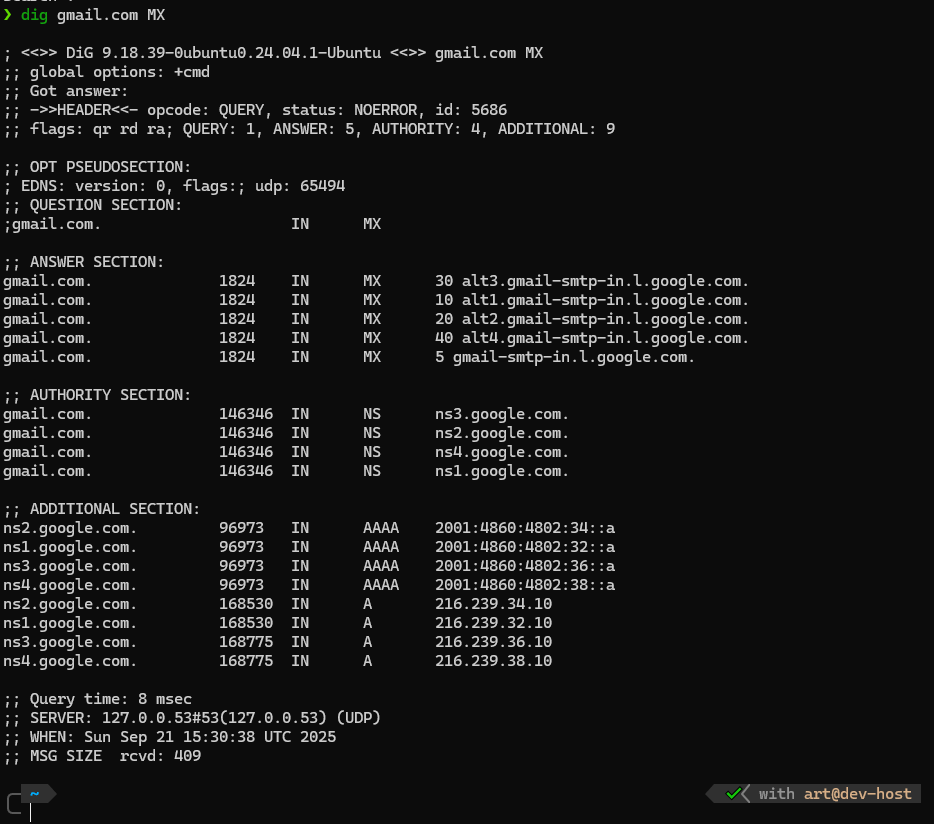 ❯ dig gmail.com MX

; <<>> DiG 9.18.39-0ubuntu0.24.04.1-Ubuntu <<>> gmail.com MX
;; global options: +cmd
;; Got answer:
;; ->>HEADER<<- opcode: QUERY, status: NOERROR, id: 5686
;; flags: qr rd ra; QUERY: 1, ANSWER: 5, AUTHORITY: 4, ADDITIONAL: 9

;; OPT PSEUDOSECTION:
; EDNS: version: 0, flags:; udp: 65494
;; QUESTION SECTION:
;gmail.com. IN MX

;; ANSWER SECTION:
gmail.com. 1824 IN MX 30 alt3.gmail-smtp-in.l.google.com.
gmail.com. 1824 IN MX 10 alt1.gmail-smtp-in.l.google.com.
gmail.com. 1824 IN MX 20 alt2.gmail-smtp-in.l.google.com.
gmail.com. 1824 IN MX 40 alt4.gmail-smtp-in.l.google.com.
gmail.com. 1824 IN MX 5 gmail-smtp-in.l.google.com.

;; AUTHORITY SECTION:
gmail.com. 146346 IN NS ns3.google.com.
gmail.com. 146346 IN NS ns2.google.com.
gmail.com. 146346 IN NS ns4.google.com.
gmail.com. 146346 IN NS ns1.google.com.

;; ADDITIONAL SECTION:
ns2.google.com. 96973 IN AAAA 2001:4860:4802:34::a
ns1.google.com. 96973 IN AAAA 2001:4860:4802:32::a
ns3.google.com. 96973 IN AAAA 2001:4860:4802:36::a
ns4.google.com. 96973 IN AAAA 2001:4860:4802:38::a
ns2.google.com. 168530 IN A 216.239.34.10
ns1.google.com. 168530 IN A 216.239.32.10
ns3.google.com. 168775 IN A 216.239.36.10
ns4.google.com. 168775 IN A 216.239.38.10

;; Query time: 8 msec
;; SERVER: 127.0.0.53#53(127.0.0.53) (UDP)
;; WHEN: Sun Sep 21 15:30:38 UTC 2025
;; MSG SIZE rcvd: 409

~ ✔ with art@dev-host